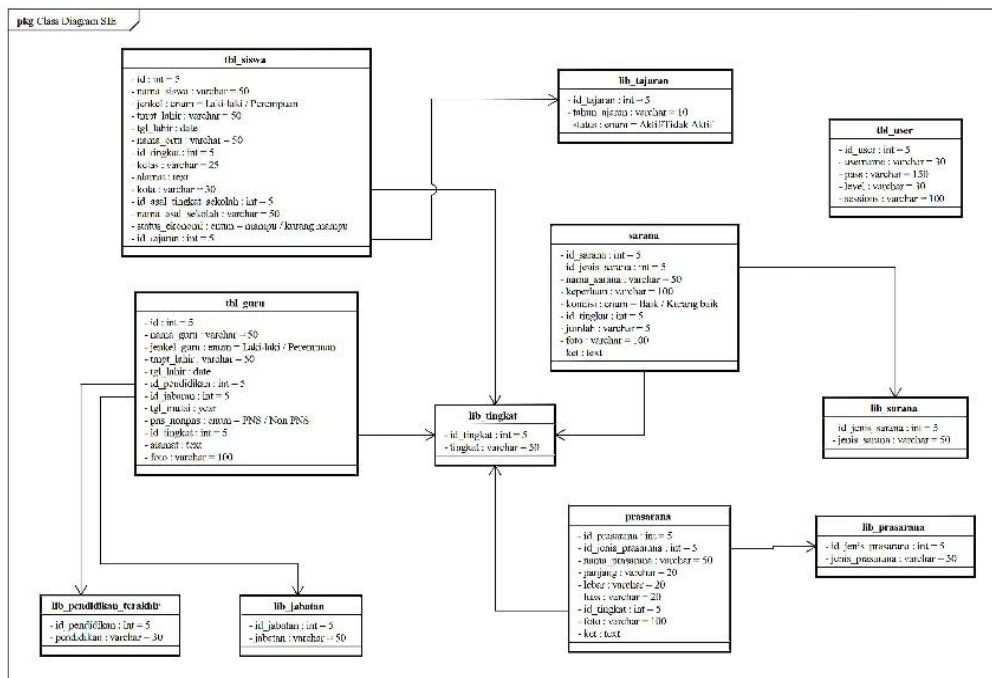 pkg Class Diagram SIE
tbl_siswa
- id : int = 5
- nama_siswa : varchar = 50
- jenkel : enum = Laki-laki / Perempuan
- tmpt_lahir : varchar = 50
- tgl_lahir : date
- nama_ortu : varchar = 50
- id_tingkat : int = 5
- kelas : varchar = 25
- alamat : text
- kota : varchar = 30
- id_asal_tingkat_sekolah : int = 5
- nama_asal_sekolah : varchar = 50
- status_ekonomi : enum = mampu / kurang mampu
- id_tajaran : int = 5
lib_tajaran
- id_tajaran : int = 5
- tahun_ajaran : varchar = 10
- status : enum = Aktif/Tidak Aktif
tbl_user
- id_user : int = 5
- username : varchar = 30
- pass : varchar = 150
- level : varchar = 30
- sessions : varchar = 100
sarana
- id_sarana : int = 5
- id_jenis_sarana : int = 5
- nama_sarana : varchar = 50
- keperluan : varchar = 100
- kondisi : enum = Baik / Kurang baik
- id_tingkat : int = 5
- jumlah : varchar = 5
- foto : varchar = 100
- ket : text
tbl_guru
- id : int = 5
- nama_guru : varchar = 50
- jenkel_guru : enum = Laki-laki / Perempuan
- tmpt_lahir : varchar = 50
- tgl_lahir : date
- id_pendidikan : int = 5
- id_jabatan : int = 5
- tgl_mulai : year
- pns_nonpns : enum = PNS / Non PNS
- id_tingkat : int = 5
- alamat : text
- foto : varchar = 100
lib_tingkat
- id_tingkat : int = 5
- tingkat : varchar = 50
lib_sarana
- id_jenis_sarana : int = 5
- jenis_sarana : varchar = 50
prasarana
- id_prasarana : int = 5
- id_jenis_prasarana : int = 5
- nama_prasarana : varchar = 50
- panjang : varchar = 20
- lebar : varchar = 20
- luas : varchar = 20
- id_tingkat : int = 5
- foto : varchar = 100
- ket : text
lib_prasarana
- id_jenis_prasarana : int = 5
- jenis_prasarana : varchar = 50
lib_pendidikan_terakhir
- id_pendidikan : int = 5
- pendidikan : varchar = 30
lib_jabatan
- id_jabatan : int = 5
- jabatan : varchar = 50